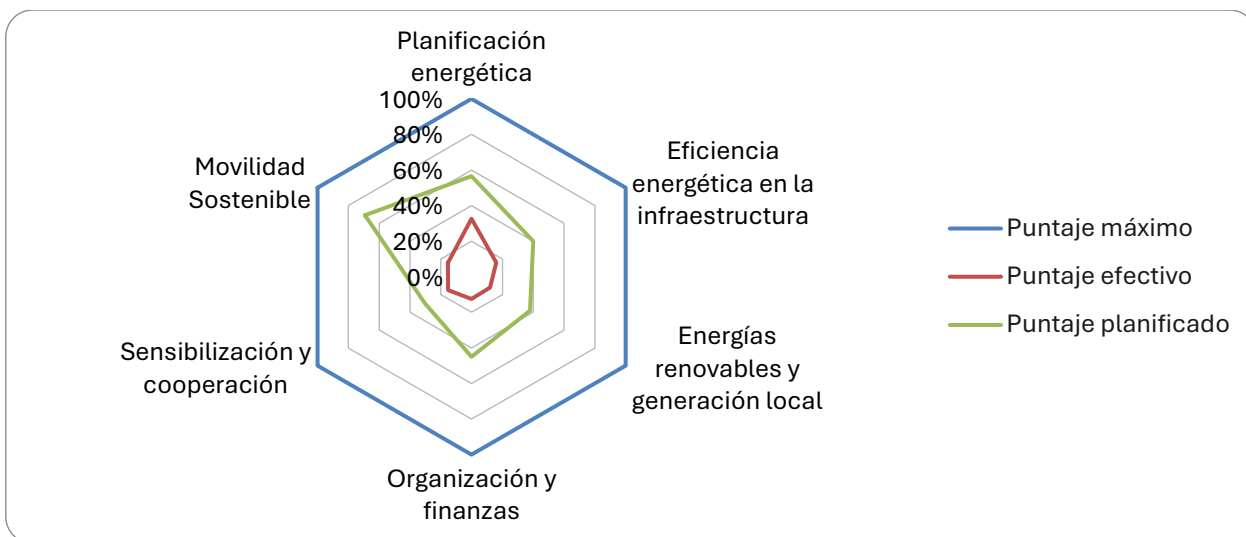 Planificación
energética
100%
80%
60%
40%
20%
0%
Eficiencia
energética en la
infraestructura
Energías
renovables y
generación local
Organización y
finanzas
Sensibilización y
cooperación
Movilidad
Sostenible
Puntaje máximo
Puntaje efectivo
Puntaje planificado